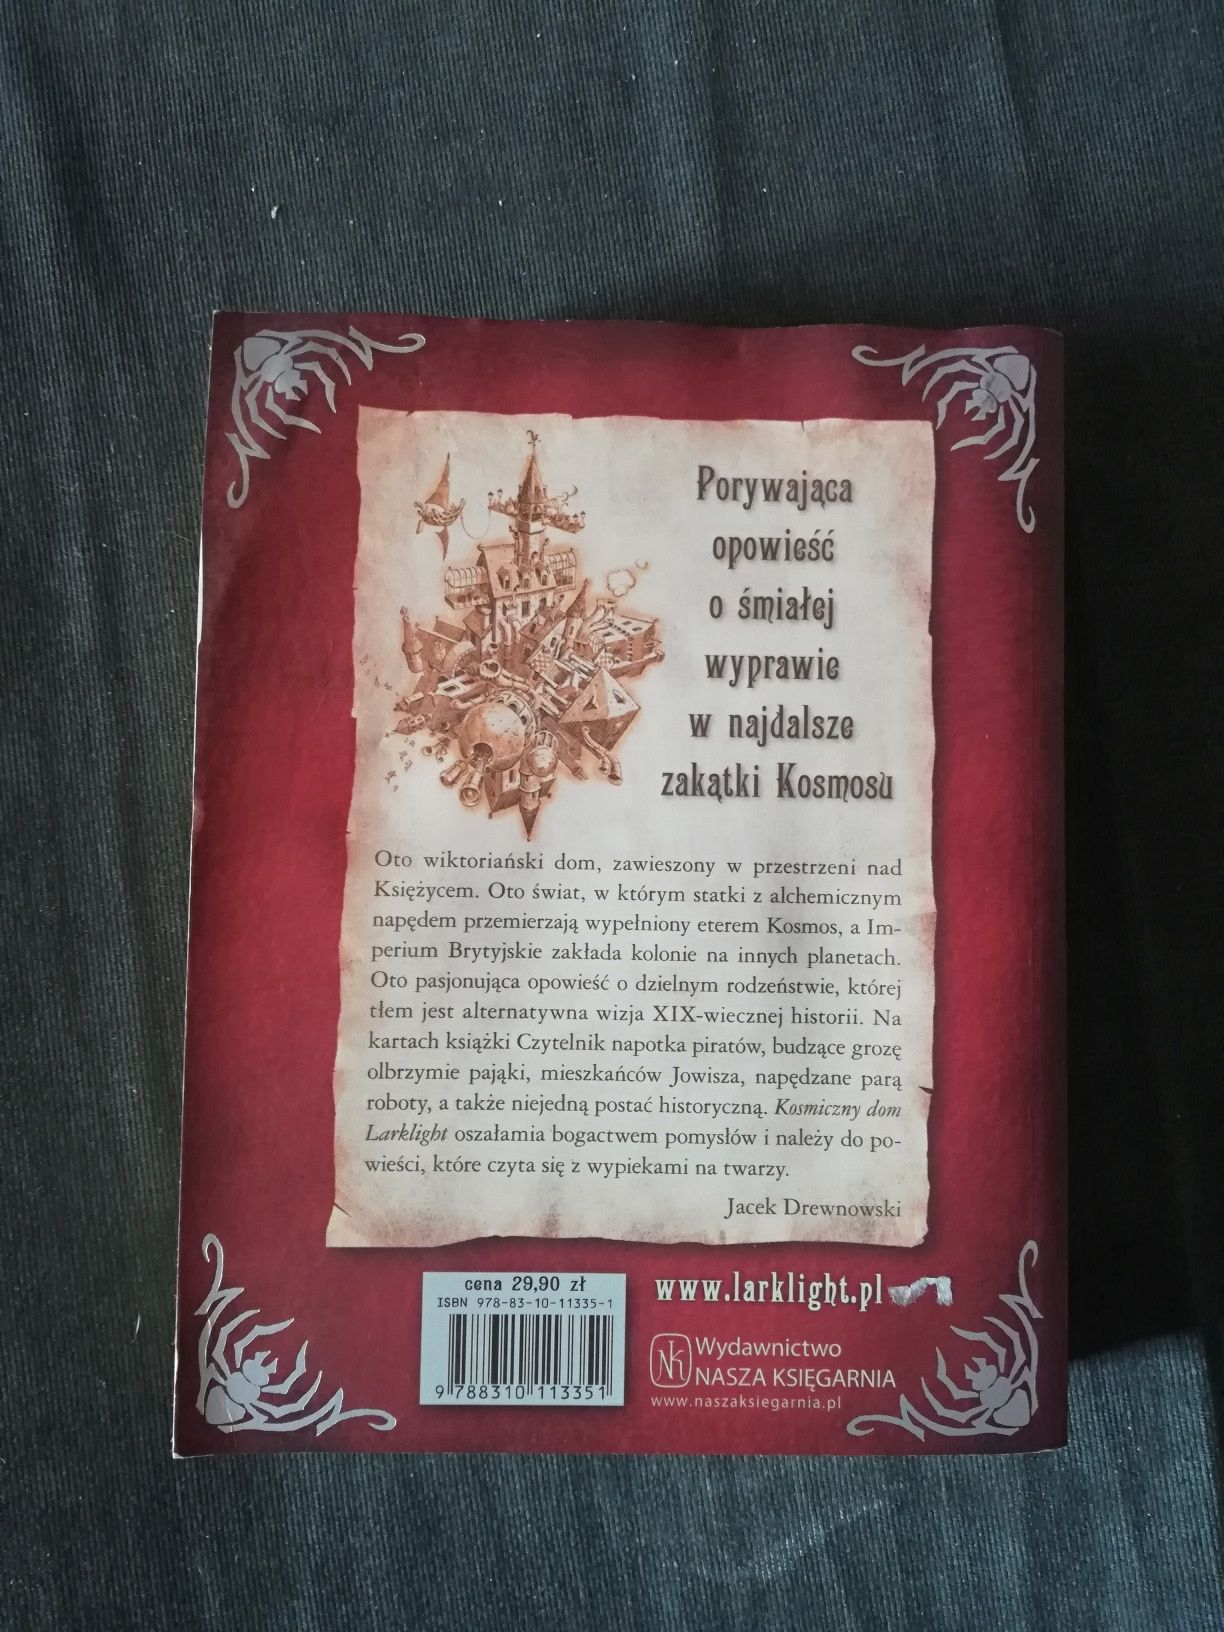 Porywająca
opowieść
o śmiałej
wyprawie
w najdalsze
zakątki Kosmosu
Oto wiktoriański dom, zawieszony w przestrzeni nad
Księżycem. Oto świat, w którym statki z alchemicznym
napędem przemierzają wypełniony eterem Kosmos, a Im-
perium Brytyjskie zakłada kolonie na innych planetach.
Oto pasjonująca opowieść o dzielnym rodzeństwie, której
tłem jest alternatywna wizja XIX-wiecznej historii. Na
kartach książki Czytelnik napotka piratów, budzące grozę
olbrzymie pająki, mieszkańców Jowisza, napędzane parą
roboty, a także niejedną postać historyczną. Kosmiczny dom
Larklight oszałamia bogactwem pomysłów i należy do po-
wieści, które czyta się z wypiekami na twarzy.
Jacek Drewnowski
cena 29,90 zł
ISBN 978-83-10-11335-1
9 788310 113351
www.larklight.pl
NK
Wydawnictwo
NASZA KSIĘGARNIA
www.naszaksiegarnia.pl